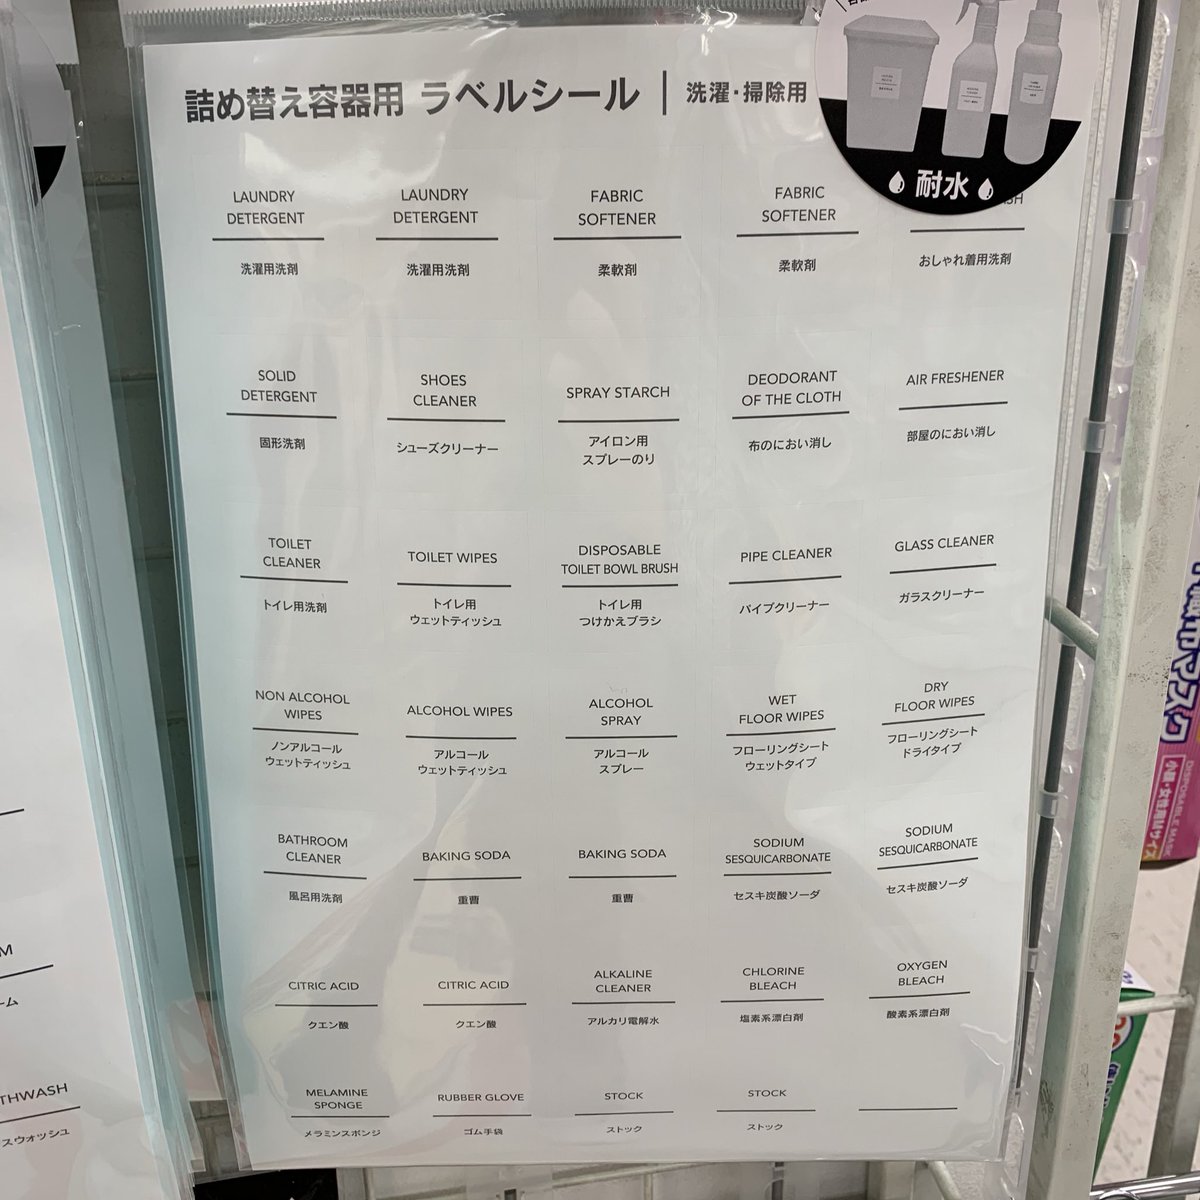 詰め替え容器用 ラベルシール
洗濯・掃除用
耐水
LAUNDRY
DETERGENT
洗濯用洗剤
LAUNDRY
DETERGENT
洗濯用洗剤
FABRIC
SOFTENER
柔軟剤
FABRIC
SOFTENER
柔軟剤
おしゃれ着用洗剤
SOLID
DETERGENT
固形洗剤
SHOES
CLEANER
シューズクリーナー
SPRAY STARCH
アイロン用
スプレーのり
DEODORANT
OF THE CLOTH
布のにおい消し
AIR FRESHENER
部屋のにおい消し
TOILET
CLEANER
トイレ用洗剤
TOILET WIPES
トイレ用
ウェットティッシュ
DISPOSABLE
TOILET BOWL BRUSH
トイレ用
つけかえブラシ
PIPE CLEANER
パイプクリーナー
GLASS CLEANER
ガラスクリーナー
NON ALCOHOL
WIPES
ノンアルコール
ウェットティッシュ
ALCOHOL WIPES
アルコール
ウェットティッシュ
ALCOHOL
SPRAY
アルコール
スプレー
WET
FLOOR WIPES
フローリングシート
ウェットタイプ
DRY
FLOOR WIPES
フローリングシート
ドライタイプ
BATHROOM
CLEANER
風呂用洗剤
BAKING SODA
重曹
BAKING SODA
重曹
SODIUM
SESQUICARBONATE
セスキ炭酸ソーダ
SODIUM
SESQUICARBONATE
セスキ炭酸ソーダ
CITRIC ACID
クエン酸
CITRIC ACID
クエン酸
ALKALINE
CLEANER
アルカリ電解水
CHLORINE
BLEACH
塩素系漂白剤
OXYGEN
BLEACH
酸素系漂白剤
MELAMINE
SPONGE
メラミンスポンジ
RUBBER GLOVE
ゴム手袋
STOCK
ストック
STOCK
ストック
THWASH
スウォッシュ
マスク
DISPOSABLE MASK
小顔・女性用Mサイズ